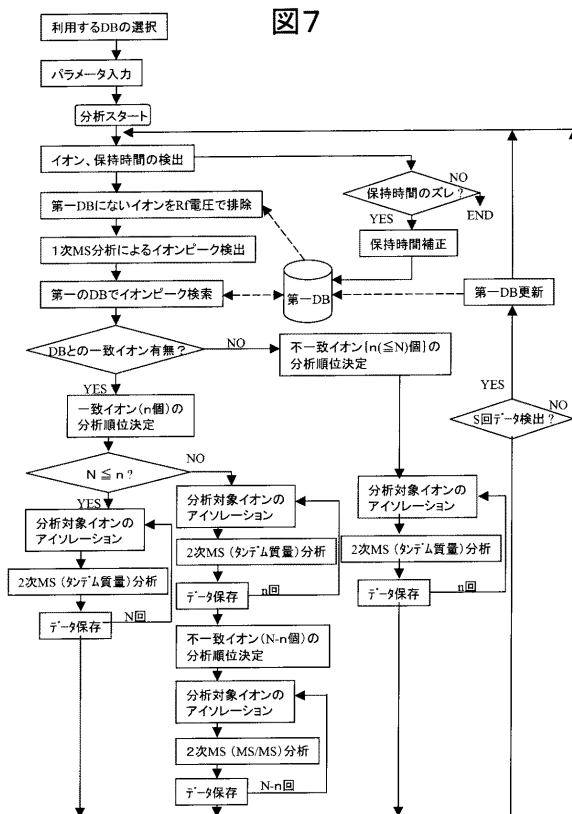 図7
利用するDBの選択
パラメータ入力
分析スタート
イオン、保持時間の検出
保持時間のズレ?
NO
END
YES
保持時間補正
第一DBにないイオンをRf電圧で排除
1次MS分析によるイオンピーク検出
第一のDBでイオンピーク検索
第一DB
第一DB更新
DBとの一致イオン有無?
NO
不一致イオン{n(≦N)個}の
分析順位決定
YES
NO
S回データ検出?
YES
一致イオン(n個)の
分析順位決定
N ≦ n?
NO
YES
分析対象イオンの
アイソレーション
2次MS (タンデム質量) 分析
データ保存
N回
分析対象イオンの
アイソレーション
2次MS (タンデム質量) 分析
データ保存
n回
不一致イオン(N-n個)の
分析順位決定
分析対象イオンの
アイソレーション
2次MS (MS/MS) 分析
データ保存
N-n回
分析対象イオンの
アイソレーション
2次MS (タンデム質量) 分析
データ保存
n回